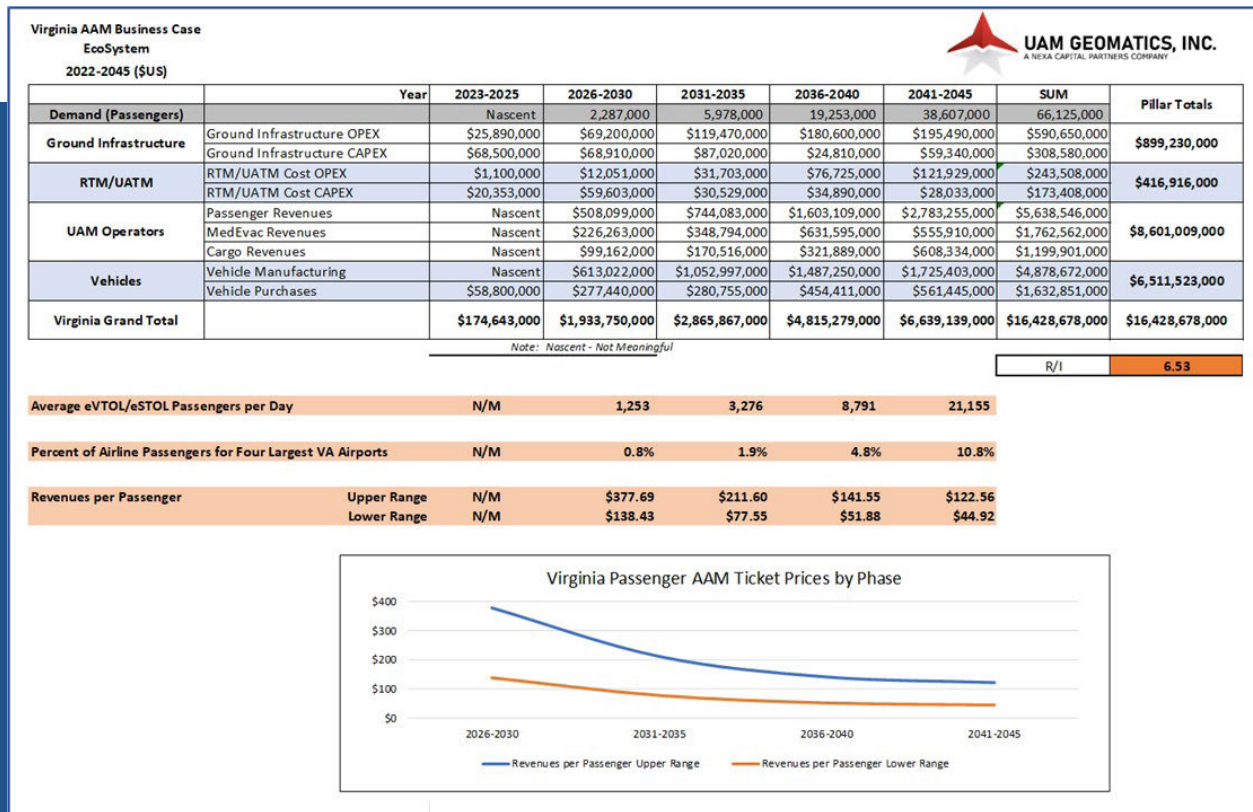 Virginia AAM Business Case
EcoSystem
2022-2045 ($US)
UAM GEOMATICS, INC.
A NEXA CAPITAL PARTNERS COMPANY
Year 2023-2025 2026-2030 2031-2035 2036-2040 2041-2045 SUM Pillar Totals
Demand (Passengers) Nascent 2,287,000 5,978,000 19,253,000 38,607,000 66,125,000
Ground Infrastructure
Ground Infrastructure OPEX $25,890,000 $69,200,000 $119,470,000 $180,600,000 $195,490,000 $590,650,000
Ground Infrastructure CAPEX $68,500,000 $68,910,000 $87,020,000 $24,810,000 $59,340,000 $308,580,000
$899,230,000
RTM/UATM
RTM/UATM Cost OPEX $1,100,000 $12,051,000 $31,703,000 $76,725,000 $121,929,000 $243,508,000
RTM/UATM Cost CAPEX $20,353,000 $59,603,000 $30,529,000 $34,890,000 $28,033,000 $173,408,000
$416,916,000
UAM Operators
Passenger Revenues Nascent $508,099,000 $744,083,000 $1,603,109,000 $2,783,255,000 $5,638,546,000
MedEvac Revenues Nascent $226,263,000 $348,794,000 $631,595,000 $555,910,000 $1,762,562,000
Cargo Revenues Nascent $99,162,000 $170,516,000 $321,889,000 $608,334,000 $1,199,901,000
$8,601,009,000
Vehicles
Vehicle Manufacturing Nascent $613,022,000 $1,052,997,000 $1,487,250,000 $1,725,403,000 $4,878,672,000
Vehicle Purchases $58,800,000 $277,440,000 $280,755,000 $454,411,000 $561,445,000 $1,632,851,000
$6,511,523,000
Virginia Grand Total $174,643,000 $1,933,750,000 $2,865,867,000 $4,815,279,000 $6,639,139,000 $16,428,678,000 $16,428,678,000
Note: Nascent - Not Meaningful
R/I 6.53
Average eVTOL/eSTOL Passengers per Day N/M 1,253 3,276 8,791 21,155
Percent of Airline Passengers for Four Largest VA Airports N/M 0.8% 1.9% 4.8% 10.8%
Revenues per Passenger Upper Range N/M $377.69 $211.60 $141.55 $122.56
Lower Range N/M $138.43 $77.55 $51.88 $44.92
Virginia Passenger AAM Ticket Prices by Phase
$400
$300
$200
$100
$0
2026-2030 2031-2035 2036-2040 2041-2045
Revenues per Passenger Upper Range Revenues per Passenger Lower Range